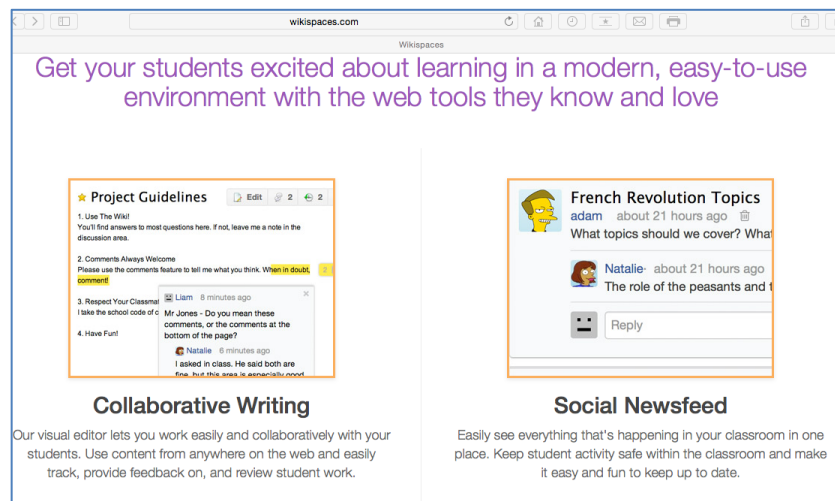 wikispaces.com
Wikispaces
Get your students excited about learning in a modern, easy-to-use
environment with the web tools they know and love
Project Guidelines
Edit
2
2
1. Use The Wiki!
You'll find answers to most questions here. If not, leave me a note in the
discussion area.
2. Comments Always Welcome
Please use the comments feature to tell me what you think. When in doubt,
comment!
2
3. Respect Your Classmat
I take the school code of c
4. Have Fun!
Liam 8 minutes ago
Mr Jones - Do you mean these
comments, or the comments at the
bottom of the page?
Natalie 6 minutes ago
I asked in class. He said both are
fine, but this area is especially good
French Revolution Topics
adam about 21 hours ago
What topics should we cover? What
Natalie· about 21 hours ago
The role of the peasants and t
Reply
Collaborative Writing
Our visual editor lets you work easily and collaboratively with your
students. Use content from anywhere on the web and easily
track, provide feedback on, and review student work.
Social Newsfeed
Easily see everything that's happening in your classroom in one
place. Keep student activity safe within the classroom and make
it easy and fun to keep up to date.